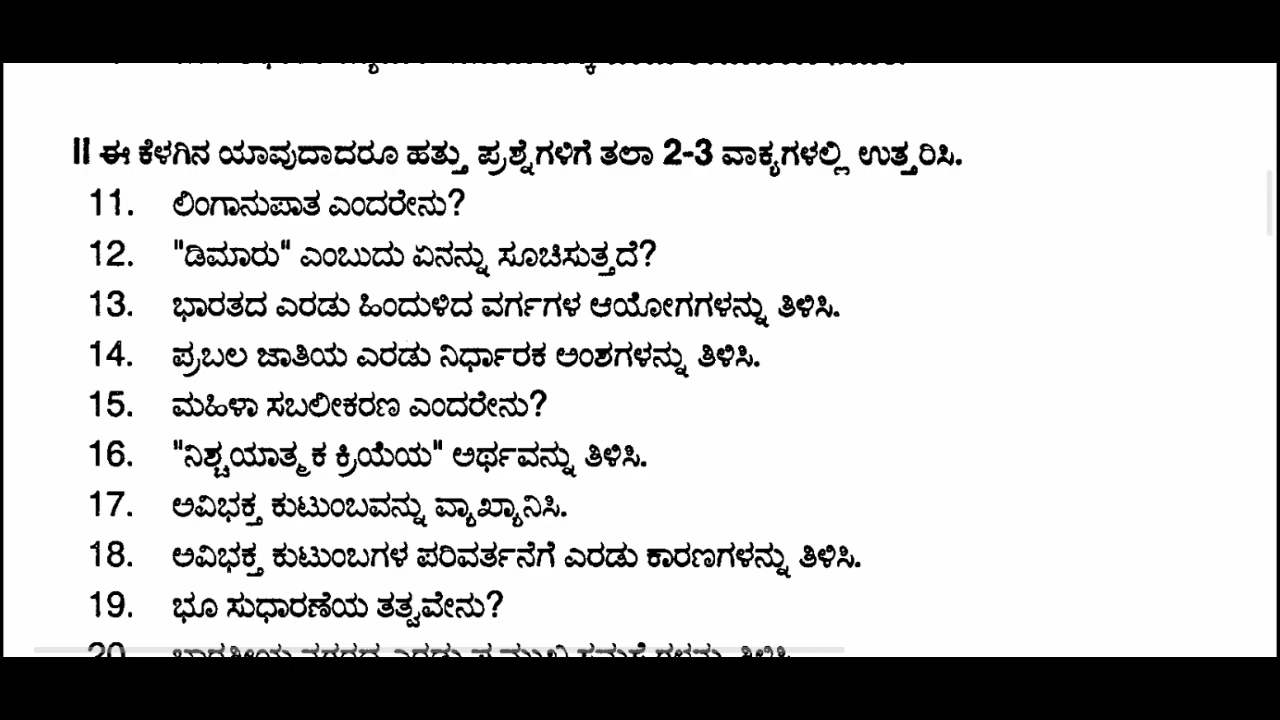 II ಈ ಕೆಳಗಿನ ಯಾವುದಾದರೂ ಹತ್ತು ಪ್ರಶ್ನೆಗಳಿಗೆ ತಲಾ 2-3 ವಾಕ್ಯಗಳಲ್ಲಿ ಉತ್ತರಿಸಿ.
11. ಲಿಂಗಾನುಪಾತ ಎಂದರೇನು?
12. "ಡಿಮಾರು" ಎಂಬುದು ಏನನ್ನು ಸೂಚಿಸುತ್ತದೆ?
13. ಭಾರತದ ಎರಡು ಹಿಂದುಳಿದ ವರ್ಗಗಳ ಆಯೋಗಗಳನ್ನು ತಿಳಿಸಿ.
14. ಪ್ರಬಲ ಜಾತಿಯ ಎರಡು ನಿರ್ಧಾರಕ ಅಂಶಗಳನ್ನು ತಿಳಿಸಿ.
15. ಮಹಿಳಾ ಸಬಲೀಕರಣ ಎಂದರೇನು?
16. "ನಿಶ್ಚಯಾತ್ಮಕ ಕ್ರಿಯೆಯ" ಅರ್ಥವನ್ನು ತಿಳಿಸಿ.
17. ಅವಿಭಕ್ತ ಕುಟುಂಬವನ್ನು ವ್ಯಾಖ್ಯಾನಿಸಿ.
18. ಅವಿಭಕ್ತ ಕುಟುಂಬಗಳ ಪರಿವರ್ತನೆಗೆ ಎರಡು ಕಾರಣಗಳನ್ನು ತಿಳಿಸಿ.
19. ಭೂ ಸುಧಾರಣೆಯ ತತ್ವವೇನು?
20.